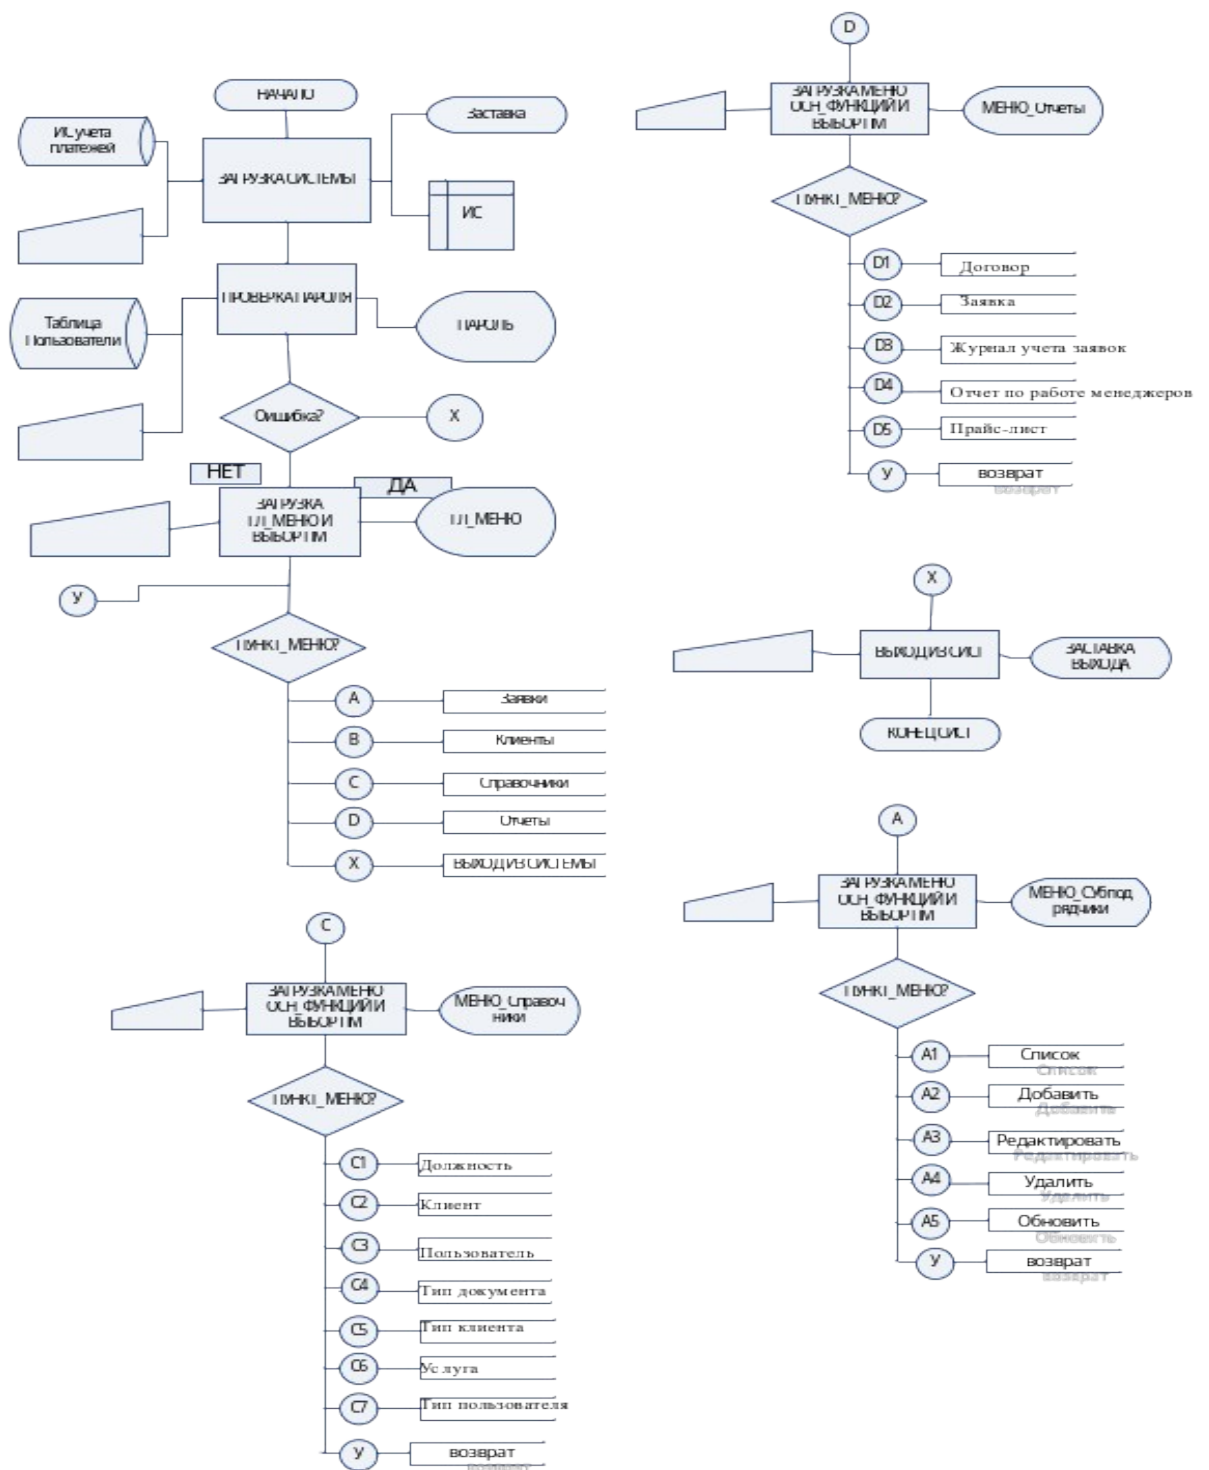 НАЧАЛО
ИС учета
платежей
ЗАГРУЗКА СИСТЕМЫ
Заставка
ИС
Таблица
Пользователи
ПРОВЕРКА ПАРОЛЯ
ПАРОЛЬ
Ошибка?
X
НЕТ
ДА
ЗАГРУЗКА
ГЛ_МЕНЮ И
ВЫБОР ПМ
ГЛ_МЕНЮ
У
ПУНКТ_МЕНЮ?
A
Заявки
B
Клиенты
C
Справочники
D
Отчеты
X
ВЫХОД ИЗ СИСТЕМЫ
C
ЗАГРУЗКА МЕНЮ
ОСН_ФУНКЦИЙ И
ВЫБОР ПМ
МЕНЮ_Справоч
ники
ПУНКТ_МЕНЮ?
C1
Должность
C2
Клиент
C3
Пользователь
C4
Тип документа
C5
Тип клиента
C6
Услуга
C7
Тип пользователя
У
возврат
D
ЗАГРУЗКА МЕНЮ
ОСН_ФУНКЦИЙ И
ВЫБОР ПМ
МЕНЮ_Отчеты
ПУНКТ_МЕНЮ?
D1
Договор
D2
Заявка
D3
Журнал учета заявок
D4
Отчет по работе менеджеров
D5
Прайс-лист
У
возврат
X
ВЫХОД ИЗ СИСТ
ЗАСТАВКА
ВЫХОДА
КОНЕЦ СИСТ
A
ЗАГРУЗКА МЕНЮ
ОСН_ФУНКЦИЙ И
ВЫБОР ПМ
МЕНЮ_СУбпод
рядчики
ПУНКТ_МЕНЮ?
A1
Список
A2
Добавить
A3
Редактировать
A4
Удалить
A5
Обновить
У
возврат